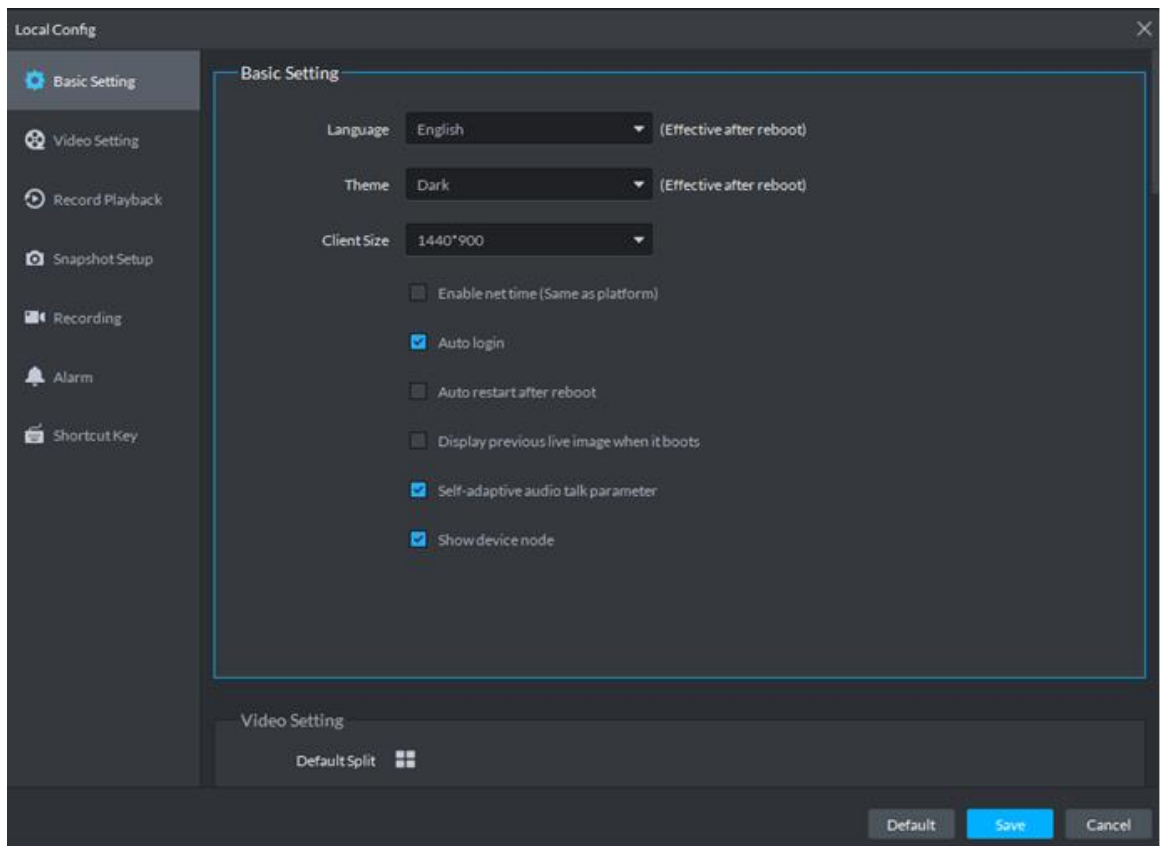 Local Config
Basic Setting
Video Setting
Record Playback
Snapshot Setup
Recording
Alarm
Shortcut Key
Basic Setting
Language English (Effective after reboot)
Theme Dark (Effective after reboot)
Client Size 1440*900
Enable net time (Same as platform)
Auto login
Auto restart after reboot
Display previous live image when it boots
Self-adaptive audio talk parameter
Show device node
Video Setting
Default Split
Default Save Cancel